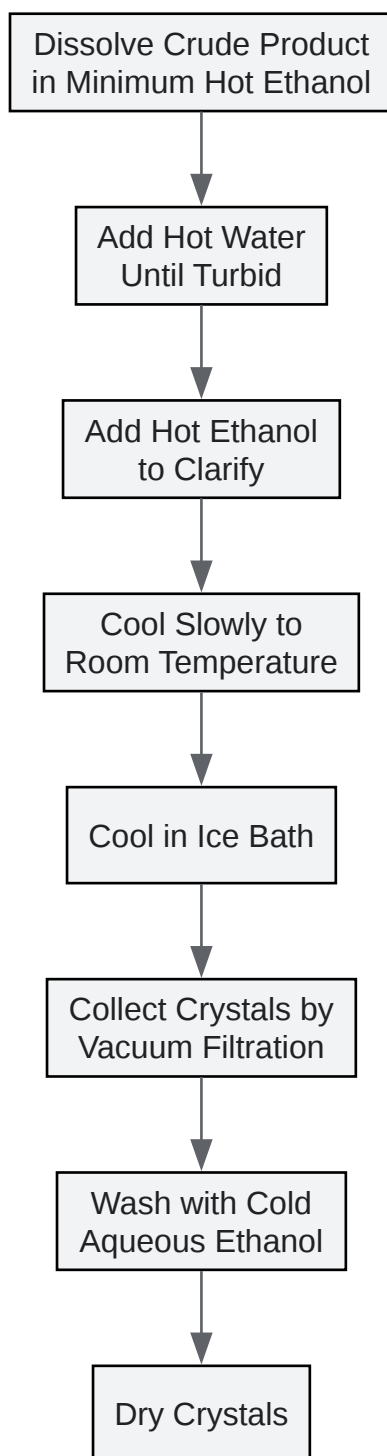 Dissolve Crude Product
in Minimum Hot Ethanol
Add Hot Water
Until Turbid
Add Hot Ethanol
to Clarify
Cool Slowly to
Room Temperature
Cool in Ice Bath
Collect Crystals by
Vacuum Filtration
Wash with Cold
Aqueous Ethanol
Dry Crystals